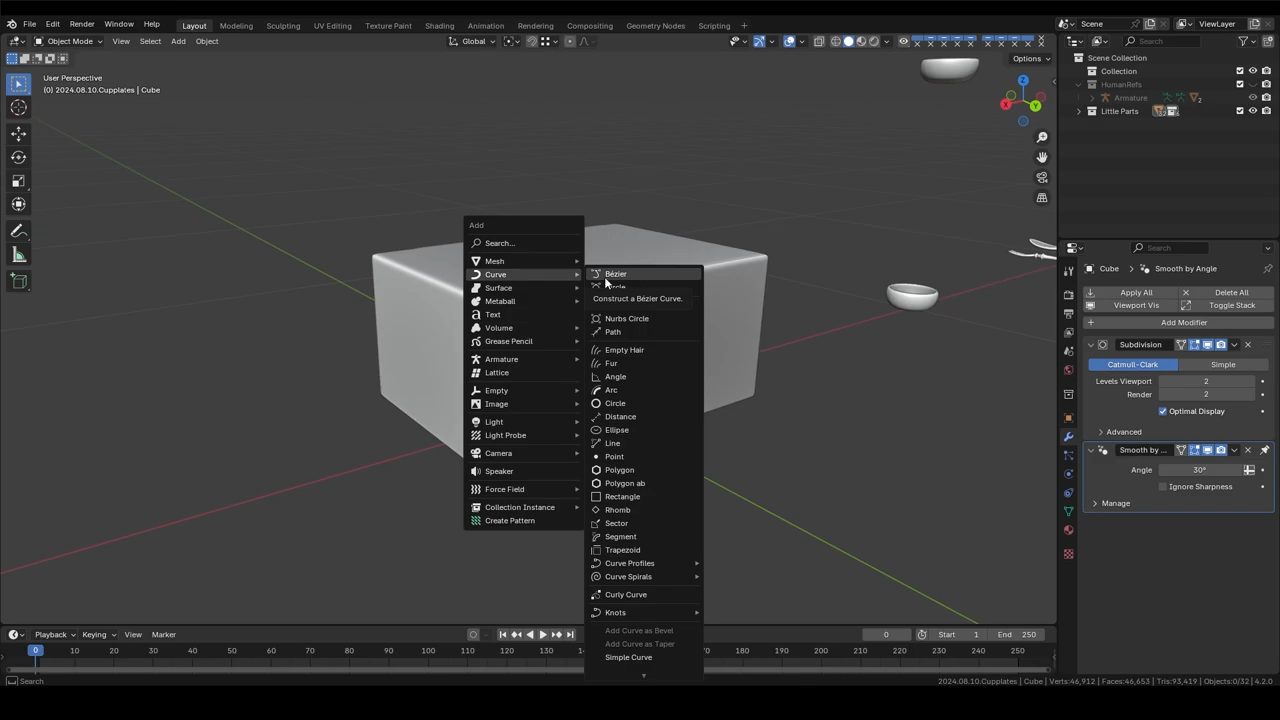 File Edit Render Window Help Layout Modeling Sculpting UV Editing Texture Paint Shading Animation Rendering Compositing Geometry Nodes Scripting + Scene ViewLayer
Object Mode View Select Add Object Global Search
Options
User Perspective
(0) 2024.08.10.Cupplates | Cube
Z
X
Y
Scene Collection
Collection
HumanRefs
Armature 2
Little Parts
Add
Search...
Mesh
Curve
Surface
Metaball
Text
Volume
Grease Pencil
Armature
Lattice
Empty
Image
Light
Light Probe
Camera
Speaker
Force Field
Collection Instance
Create Pattern
Bézier
Construct a Bézier Curve.
Nurbs Circle
Path
Empty Hair
Fur
Angle
Arc
Circle
Distance
Ellipse
Line
Point
Polygon
Polygon ab
Rectangle
Rhomb
Sector
Segment
Trapezoid
Curve Profiles
Curve Spirals
Curly Curve
Knots
Add Curve as Bevel
Add Curve as Taper
Simple Curve
Search
Cube Smooth by Angle
Apply All Delete All
Viewport Vis Toggle Stack
Add Modifier
Subdivision
Catmull-Clark Simple
Levels Viewport 2
Render 2
Optimal Display
Advanced
Smooth by ...
Angle 30°
Ignore Sharpness
Manage
Playback Keying View Marker 0 Start 1 End 250
0 10 20 30 40 50 60 70 80 90 100 110 120 130 180 190 200 210 220 230 240 250
Search 2024.08.10.Cupplates | Cube | Verts:46,912 | Faces:46,653 | Tris:93,419 | Objects:0/32 | 4.2.0